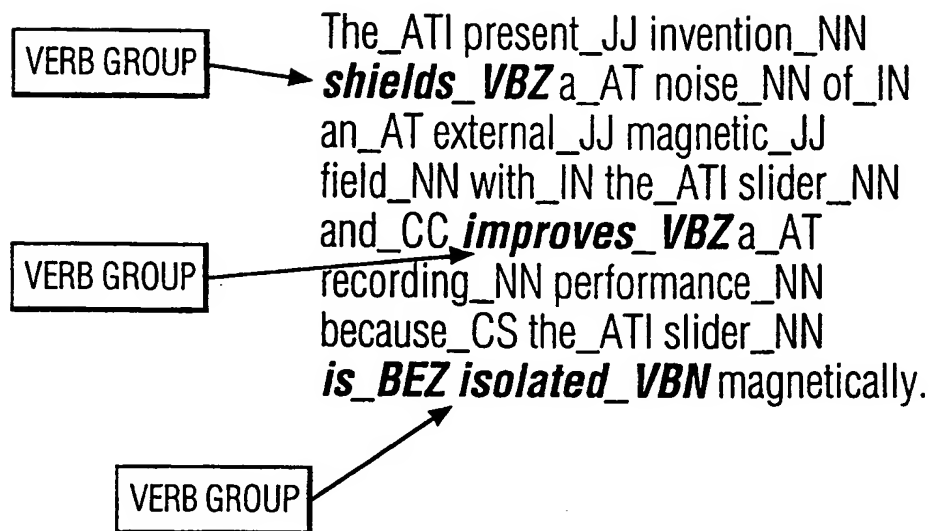 The_ATI present_JJ invention_NN
VERB GROUP
shields_VBZ a_AT noise_NN of_IN
an_AT external_JJ magnetic_JJ
field_NN with_IN the_ATI slider_NN
and_CC improves_VBZ a_AT
VERB GROUP
recording_NN performance_NN
because_CS the_ATI slider_NN
is_BEZ isolated_VBN magnetically.
VERB GROUP